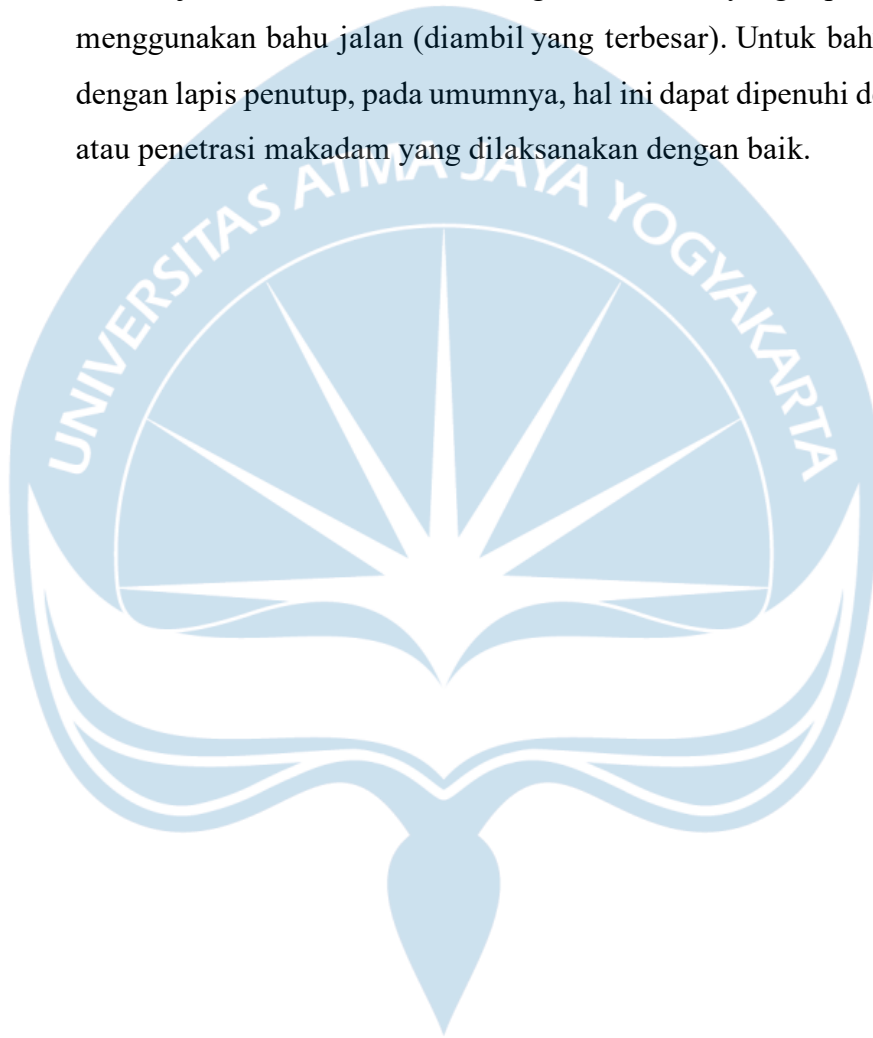 menggunakan bahu jalan (diambil yang terbesar). Untuk bah
dengan lapis penutup, pada umumnya, hal ini dapat dipenuhi d
atau penetrasi makadam yang dilaksanakan dengan baik.
UNIVERSITAS ATMA JAYA YOGYAKARTA